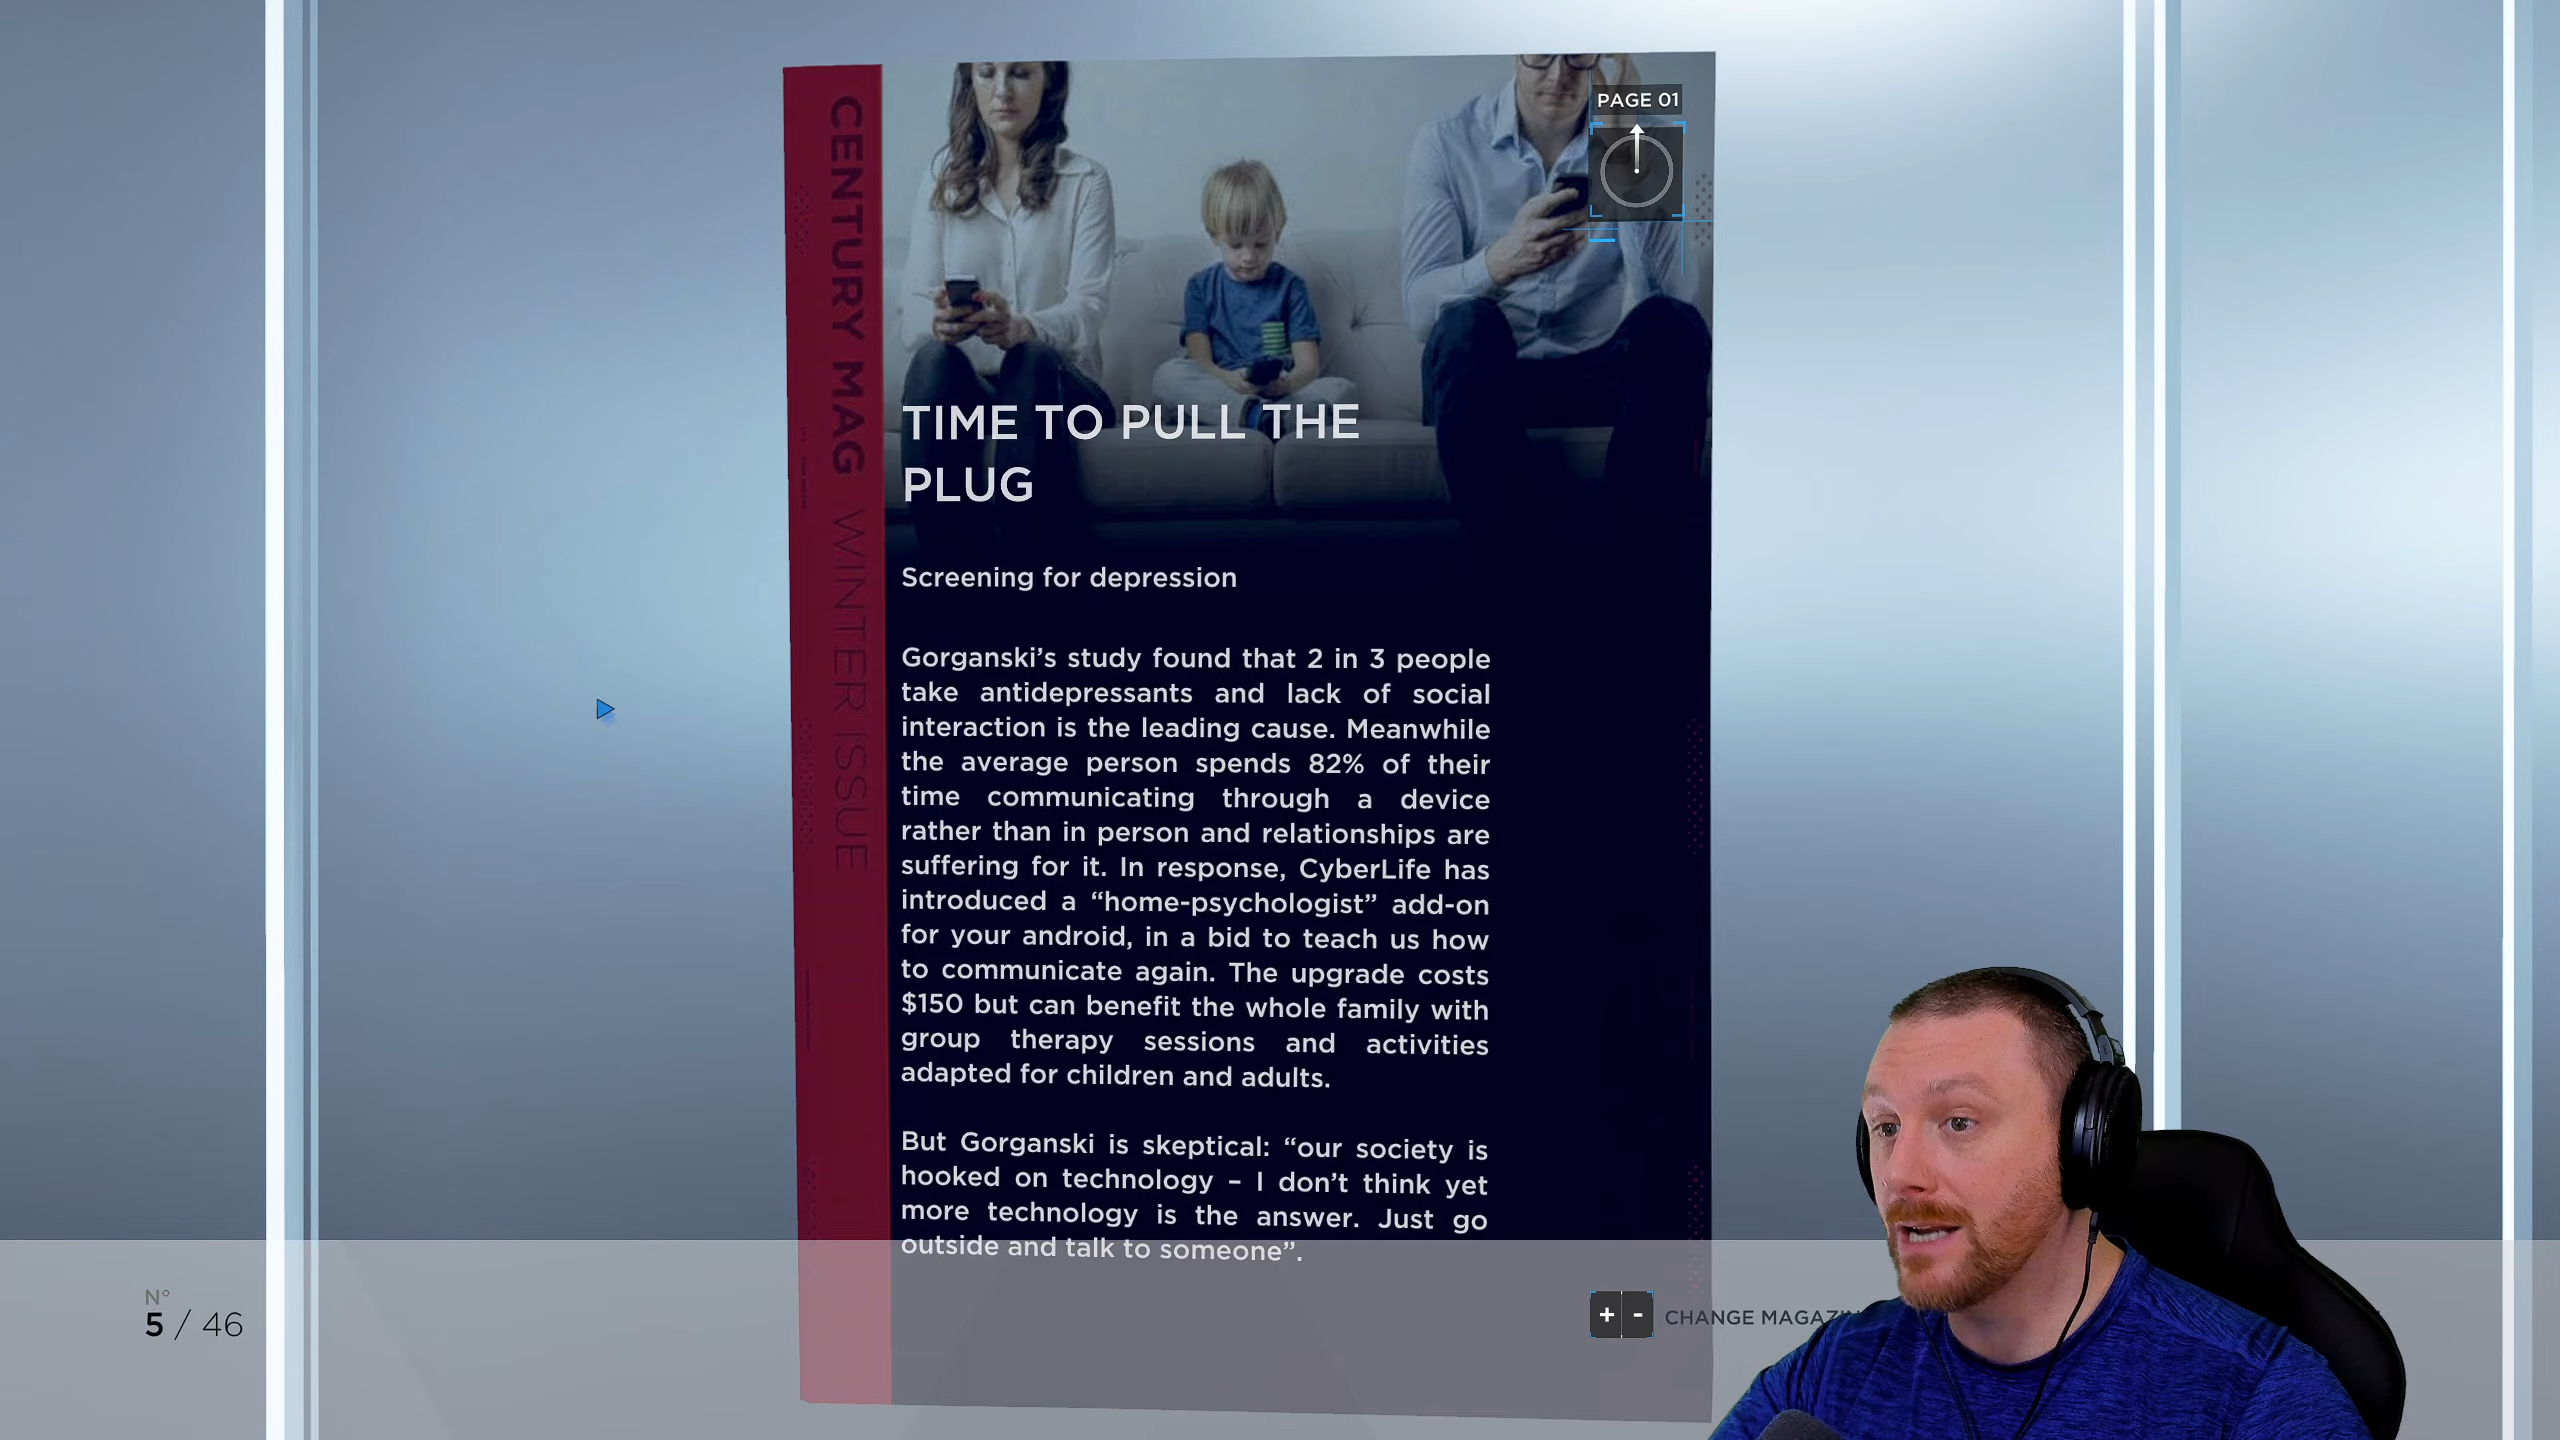 PAGE 01
CENTURY MAG WINTER ISSUE
TIME TO PULL THE
PLUG
Screening for depression
Gorganski’s study found that 2 in 3 people
take antidepressants and lack of social
interaction is the leading cause. Meanwhile
the average person spends 82% of their
time communicating through a device
rather than in person and relationships are
suffering for it. In response, CyberLife has
introduced a “home-psychologist” add-on
for your android, in a bid to teach us how
to communicate again. The upgrade costs
$150 but can benefit the whole family with
group therapy sessions and activities
adapted for children and adults.
But Gorganski is skeptical: “our society is
hooked on technology – I don’t think yet
more technology is the answer. Just go
outside and talk to someone”.
N°
5 / 46
+ - CHANGE